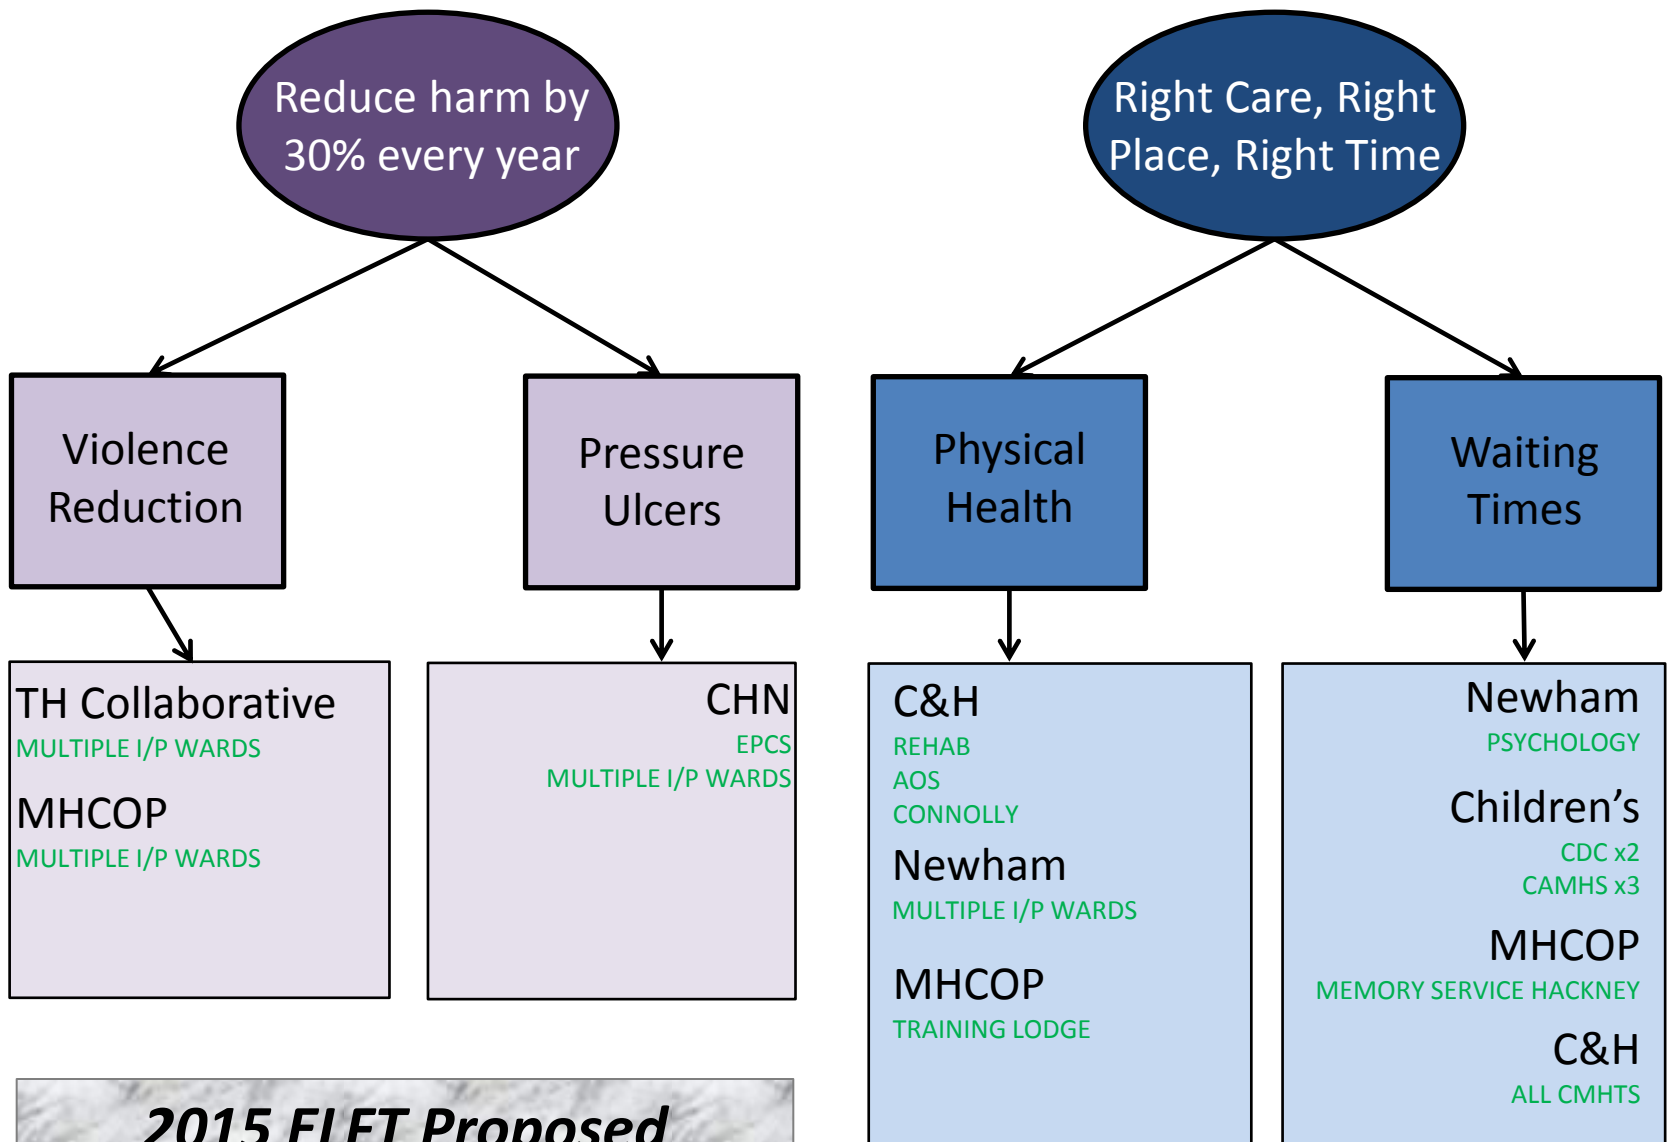 Reduce harm by
30% every year
Right Care, Right
Place, Right Time
Violence
Reduction
Pressure
Ulcers
Physical
Health
Waiting
Times
TH Collaborative
MULTIPLE I/P WARDS
MHCOP
MULTIPLE I/P WARDS
CHN
EPCS
MULTIPLE I/P WARDS
C&H
REHAB
AOS
CONNOLLY
Newham
MULTIPLE I/P WARDS
MHCOP
TRAINING LODGE
Newham
PSYCHOLOGY
Children’s
CDC x2
CAMHS x3
MHCOP
MEMORY SERVICE HACKNEY
C&H
ALL CMHTS
2015 ELFT Proposed